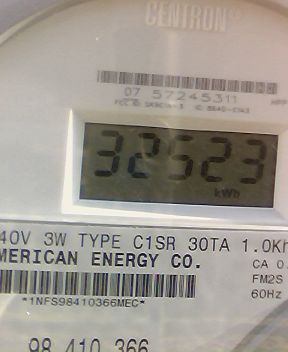 CENTRON®
07 57245311
32523
kWh
40V 3W TYPE C1SR 30TA 1.0Kh
MERICAN ENERGY CO.
CA 0.
FM2S
*1NFS98410366MEC*
60Hz
98 410 366